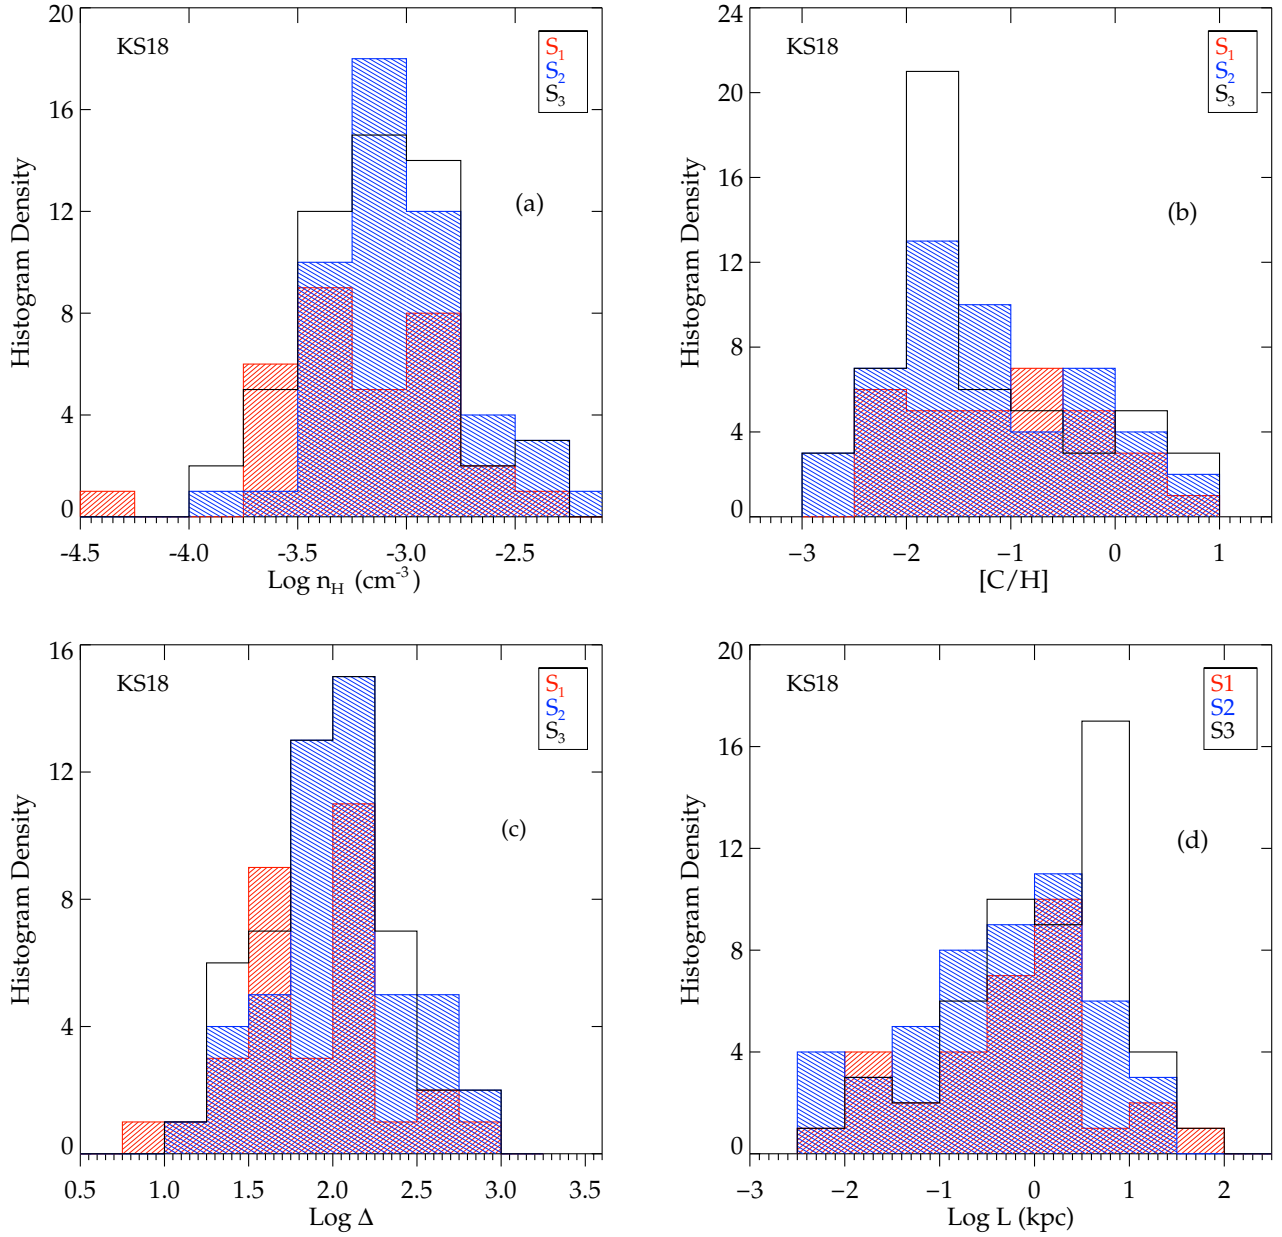 KS18
S1
S2
S3
(a)
Histogram Density
20
16
12
8
4
0
-4.5 -4.0 -3.5 -3.0 -2.5
Log nH (cm-3)
KS18
S1
S2
S3
(b)
Histogram Density
24
20
16
12
8
4
0
−3 −2 −1 0 1
[C/H]
KS18
S1
S2
S3
(c)
Histogram Density
16
12
8
4
0
0.5 1.0 1.5 2.0 2.5 3.0 3.5
Log Δ
KS18
S1
S2
S3
(d)
Histogram Density
20
16
12
8
4
0
−3 −2 −1 0 1 2
Log L (kpc)